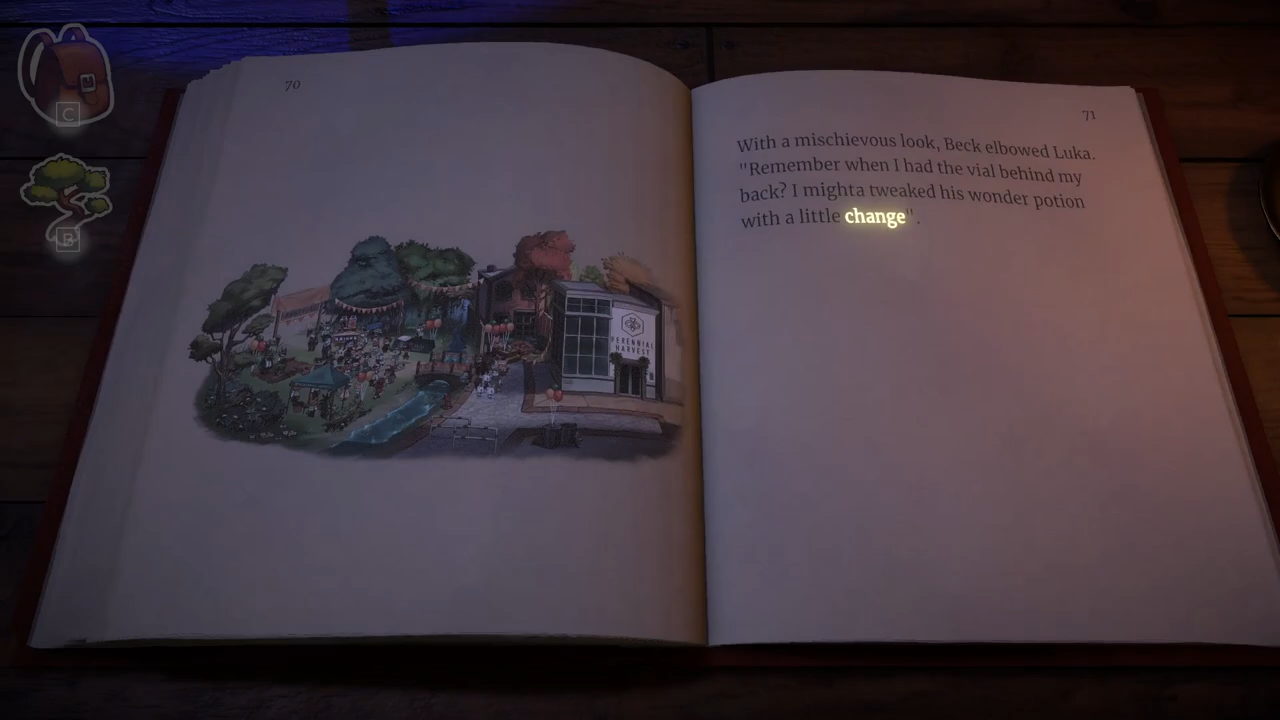 C
B
70
PERENNIAL
HARVEST
71
With a mischievous look, Beck elbowed Luka.
"Remember when I had the vial behind my
back? I mighta tweaked his wonder potion
with a little change".